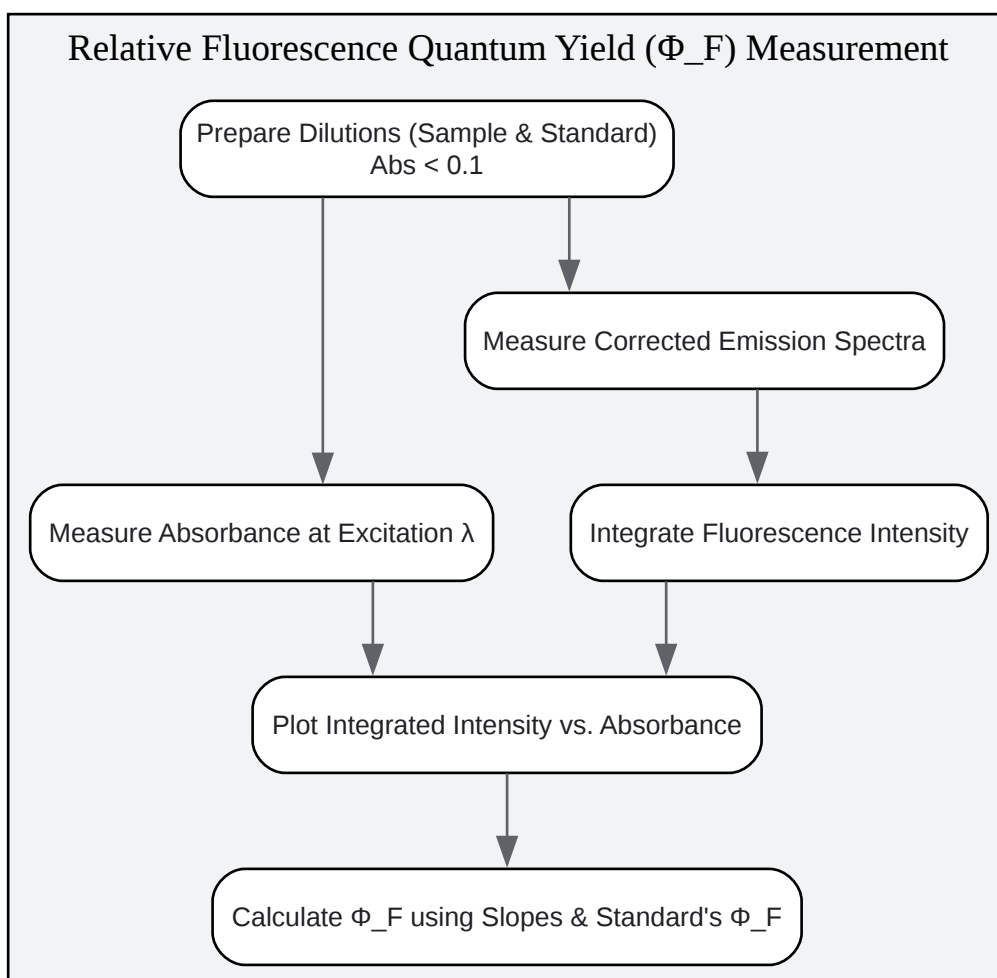 Relative Fluorescence Quantum Yield (Φ_F) Measurement
Prepare Dilutions (Sample & Standard)
Abs < 0.1
Measure Corrected Emission Spectra
Measure Absorbance at Excitation λ
Integrate Fluorescence Intensity
Plot Integrated Intensity vs. Absorbance
Calculate Φ_F using Slopes & Standard's Φ_F